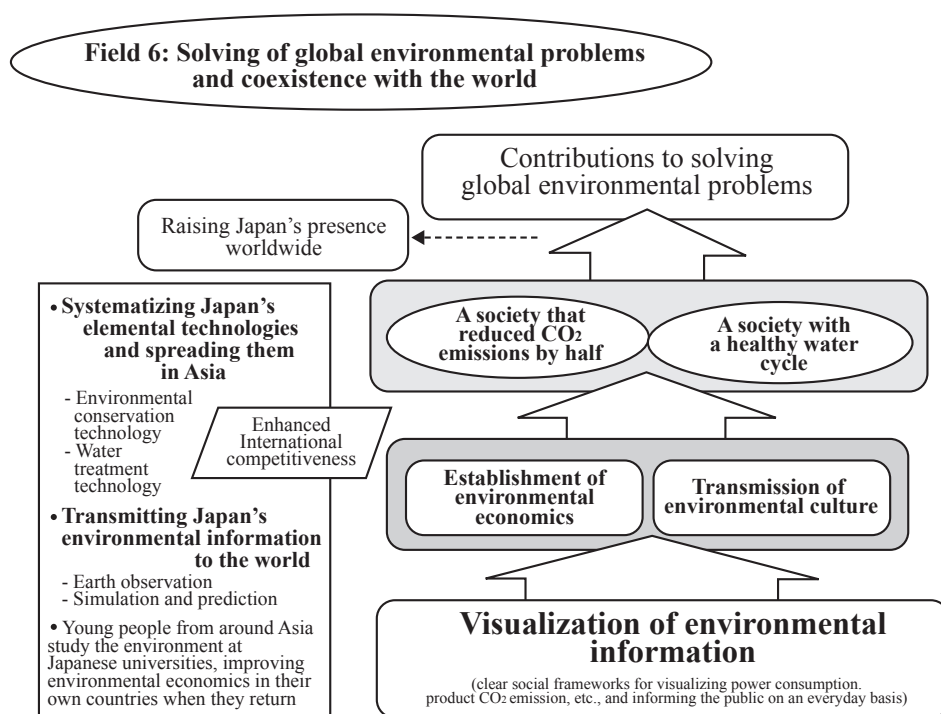 Field 6: Solving of global environmental problems
and coexistence with the world
Contributions to solving
global environmental problems
Raising Japan's presence
worldwide
• Systematizing Japan's
elemental technologies
and spreading them
in Asia
- Environmental
conservation
technology
- Water
treatment
technology
• Transmitting Japan's
environmental information
to the world
- Earth observation
- Simulation and prediction
• Young people from around Asia
study the environment at
Japanese universities, improving
environmental economics in their
own countries when they return
Enhanced
International
competitiveness
A society that
reduced CO2
emissions by half
A society with
a healthy water
cycle
Establishment of
environmental
economics
Transmission of
environmental culture
Visualization of environmental
information
(clear social frameworks for visualizing power consumption.
product CO2 emission, etc., and informing the public on an everyday basis)